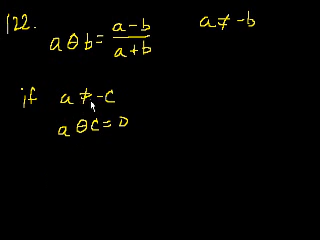 122.
a θ b = a - b / a + b    a ≠ -b
if a ≠ -c
a θ c = 0